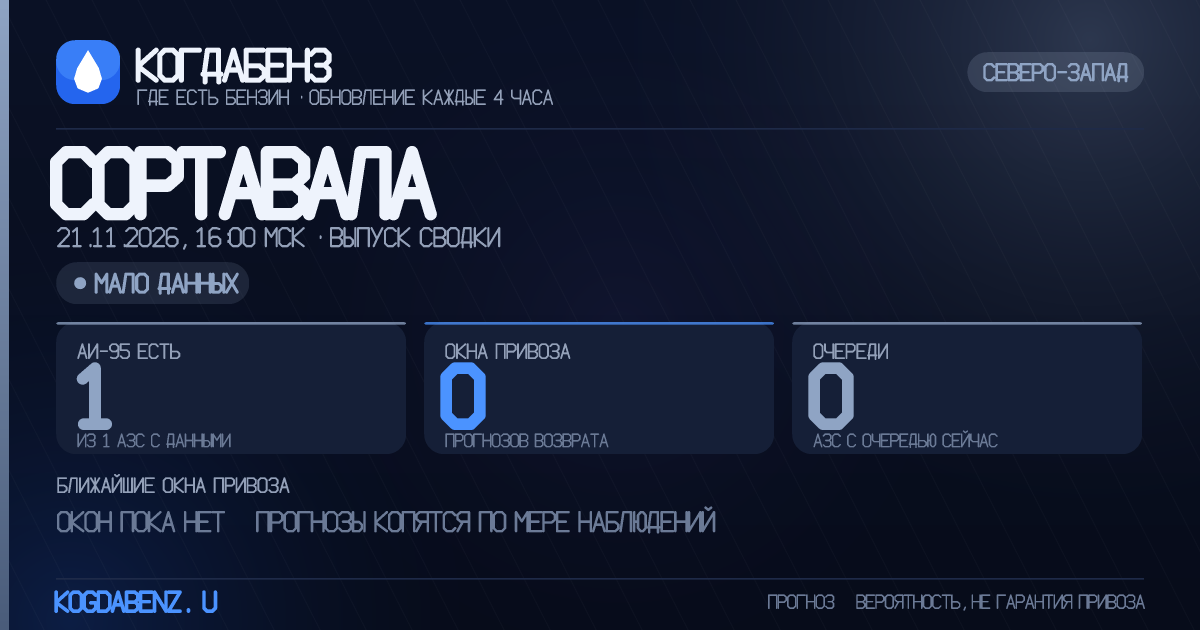 КОГДАБЕНЗ
ГДЕ ЕСТЬ БЕНЗИН · ОБНОВЛЕНИЕ КАЖДЫЕ 4 ЧАСА
СЕВЕРО-ЗАПАД
СОРТАВАЛА
21.11.2026, 16:00 МСК · ВЫПУСК СВОДКИ
МАЛО ДАННЫХ
АИ-95 ЕСТЬ
1
ИЗ 1 АЗС С ДАННЫМИ
ОКНА ПРИВОЗА
0
ПРОГНОЗОВ ВОЗВРАТА
ОЧЕРЕДИ
0
АЗС С ОЧЕРЕДЬЮ СЕЙЧАС
БЛИЖАЙШИЕ ОКНА ПРИВОЗА
ОКОН ПОКА НЕТ ПРОГНОЗЫ КОПЯТСЯ ПО МЕРЕ НАБЛЮДЕНИЙ
KOGDABENZ. U
ПРОГНОЗ ВЕРОЯТНОСТЬ, НЕ ГАРАНТИЯ ПРИВОЗА